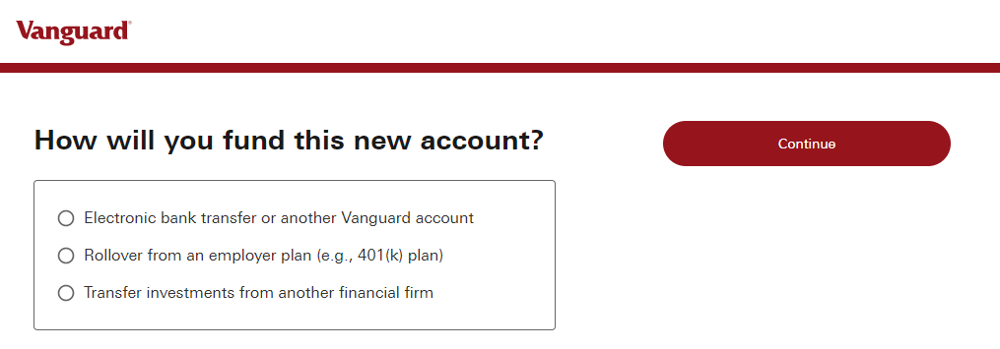 Vanguard®
How will you fund this new account?
Continue
Electronic bank transfer or another Vanguard account
Rollover from an employer plan (e.g., 401(k) plan)
Transfer investments from another financial firm